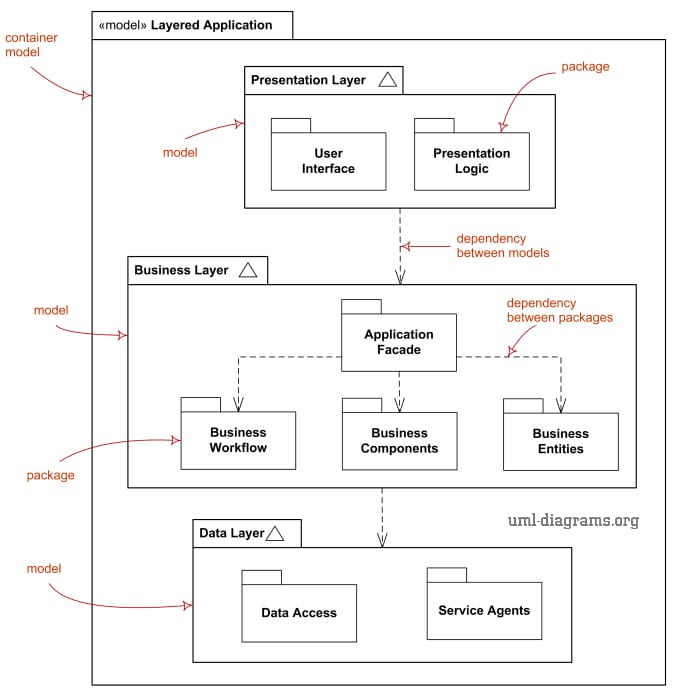 «model» Layered Application
container
model
Presentation Layer
package
model
User
Interface
Presentation
Logic
dependency
between models
Business Layer
model
dependency
between packages
Application
Facade
Business
Workflow
Business
Components
Business
Entities
package
uml-diagrams.org
Data Layer
model
Data Access
Service Agents